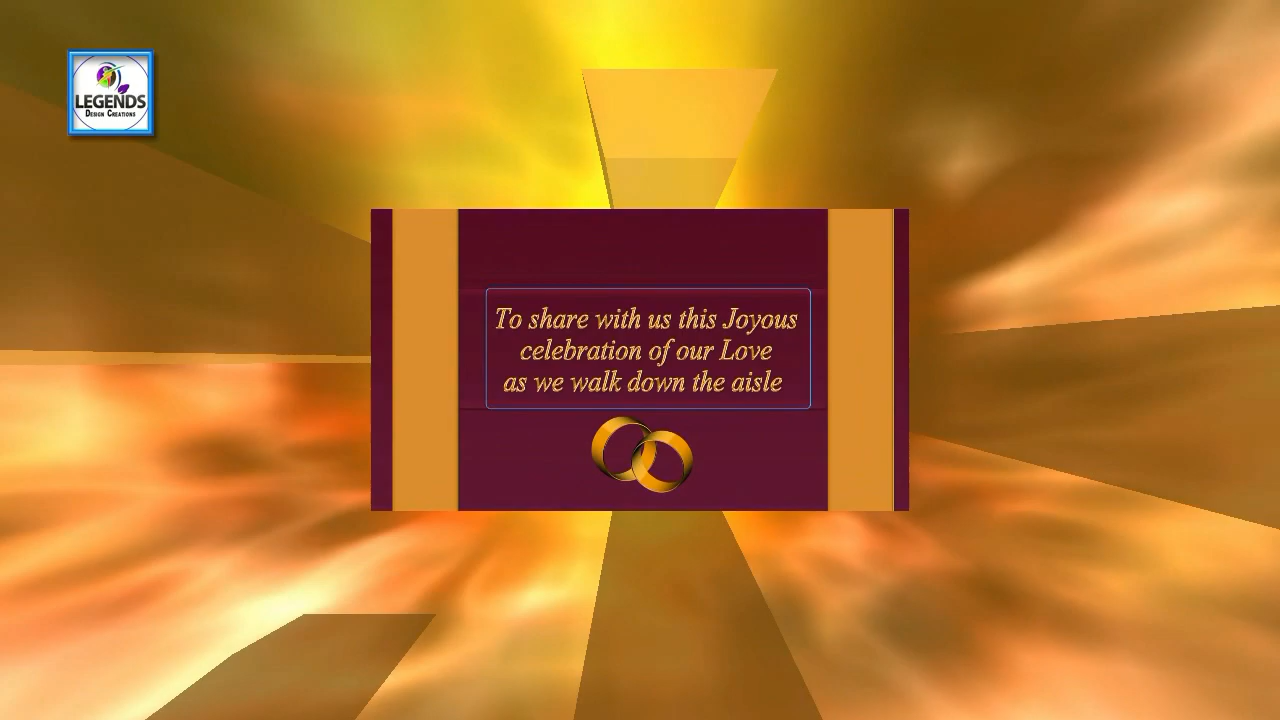 LEGENDS
Design Creations
To share with us this Joyous
celebration of our Love
as we walk down the aisle